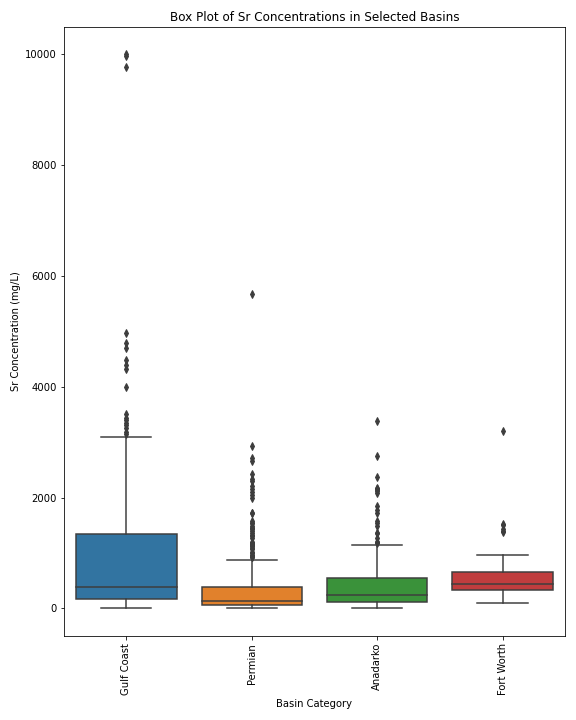 Box Plot of Sr Concentrations in Selected Basins
10000
8000
6000
4000
2000
0
Sr Concentration (mg/L)
Gulf Coast
Permian
Anadarko
Fort Worth
Basin Category